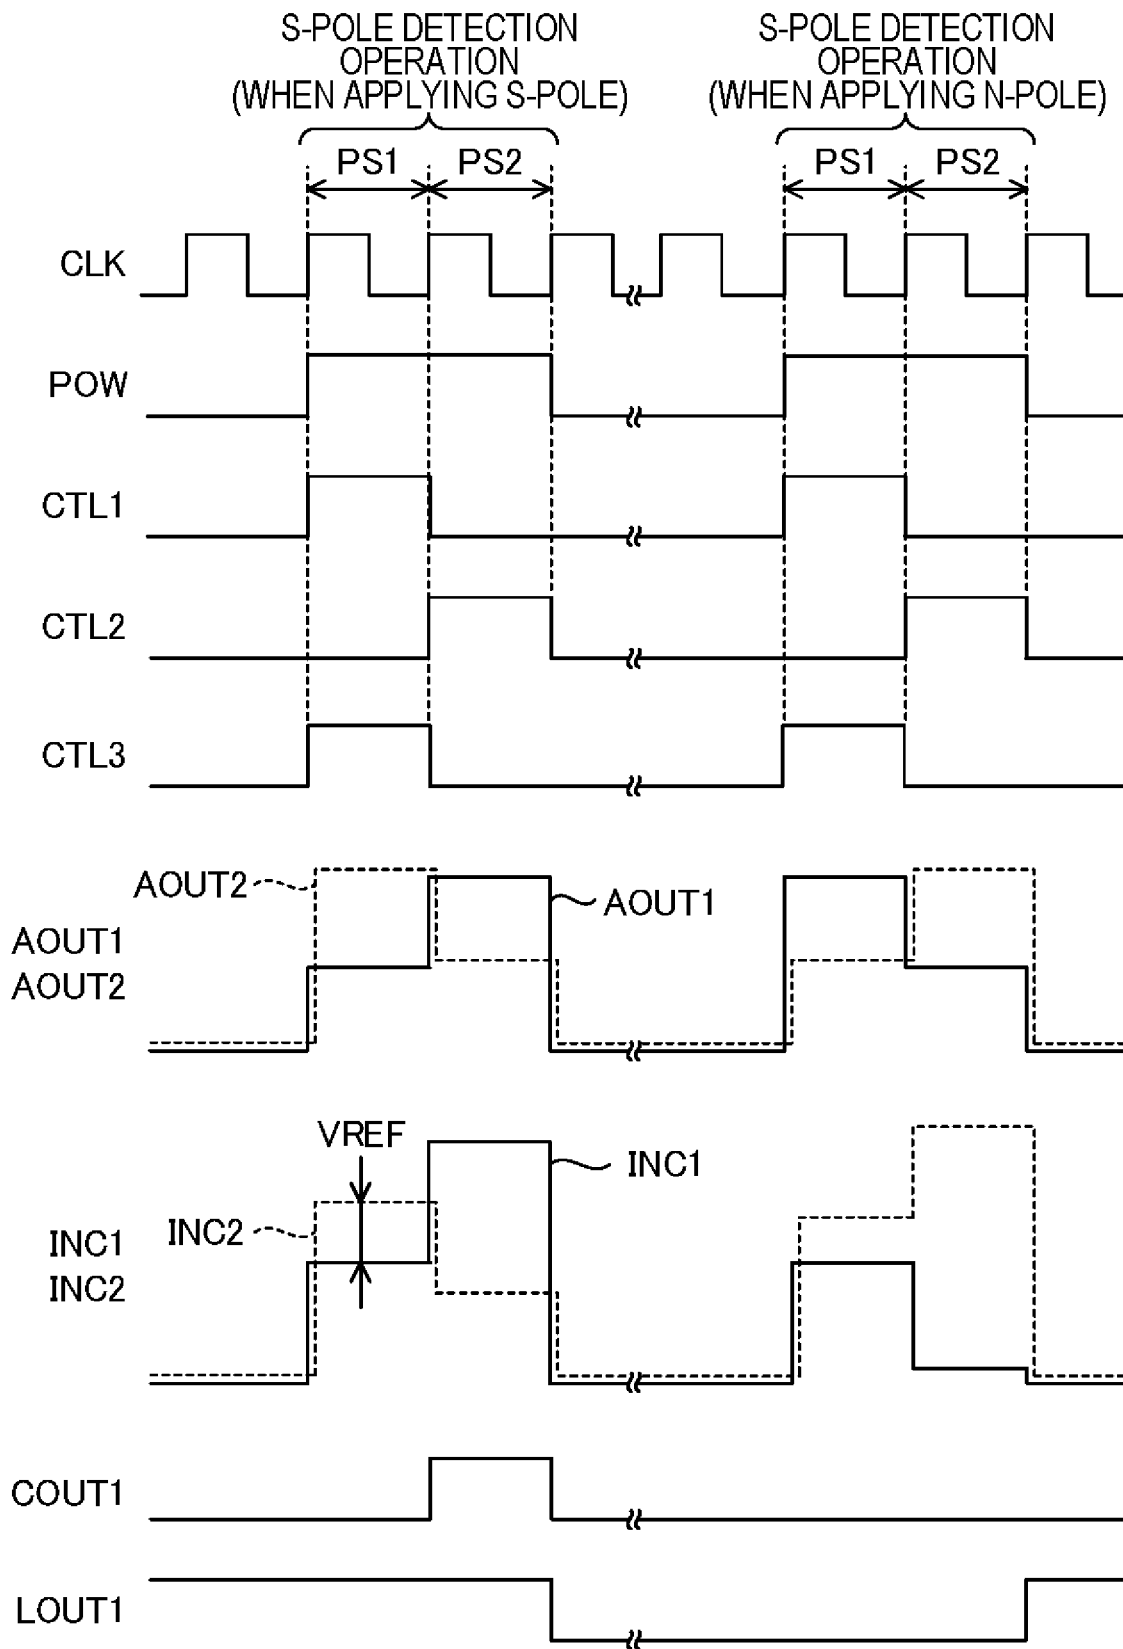 S-POLE DETECTION
OPERATION
(WHEN APPLYING S-POLE)
S-POLE DETECTION
OPERATION
(WHEN APPLYING N-POLE)
PS1
PS2
PS1
PS2
CLK
POW
CTL1
CTL2
CTL3
AOUT2
AOUT1
AOUT1
AOUT2
VREF
INC1
INC2
INC1
INC2
COUT1
LOUT1